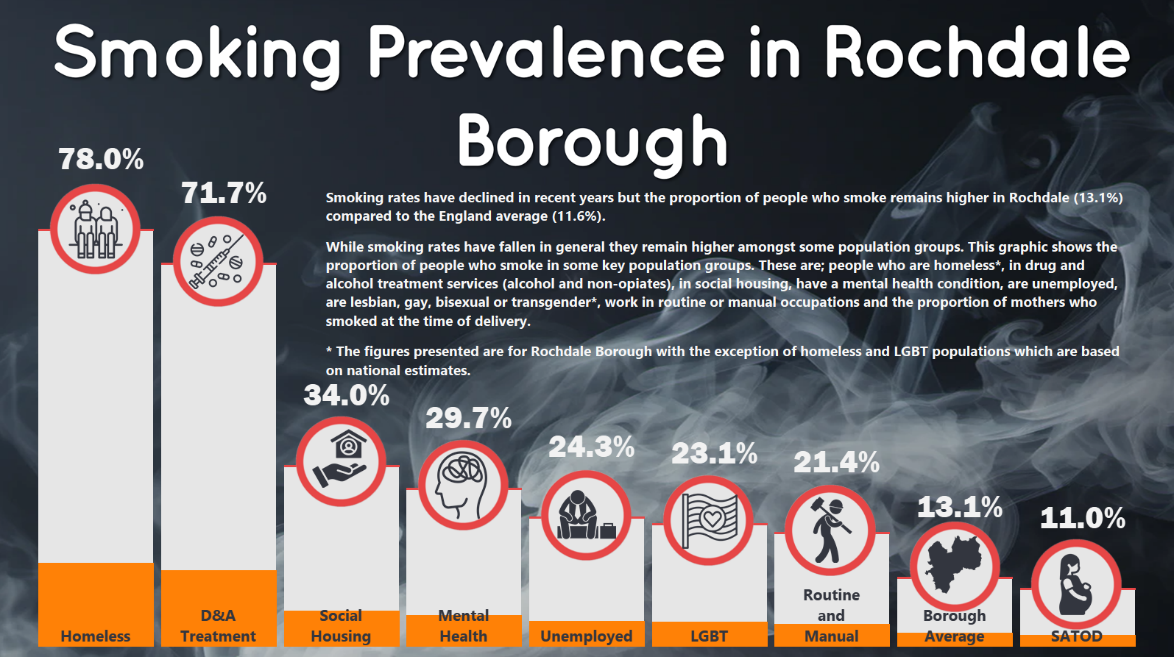 Smoking Prevalence in Rochdale
Borough
78.0%
71.7%
Smoking rates have declined in recent years but the proportion of people who smoke remains higher in Rochdale (13.1%)
compared to the England average (11.6%).
While smoking rates have fallen in general they remain higher amongst some population groups. This graphic shows the
proportion of people who smoke in some key population groups. These are; people who are homeless*, in drug and
alcohol treatment services (alcohol and non-opiates), in social housing, have a mental health condition, are unemployed,
are lesbian, gay, bisexual or transgender*, work in routine or manual occupations and the proportion of mothers who
smoked at the time of delivery.
* The figures presented are for Rochdale Borough with the exception of homeless and LGBT populations which are based
on national estimates.
34.0%
29.7%
24.3%
23.1%
21.4%
13.1%
11.0%
Homeless
D&A
Treatment
Social
Housing
Mental
Health
Unemployed
LGBT
Routine
and
Manual
Borough
Average
SATOD